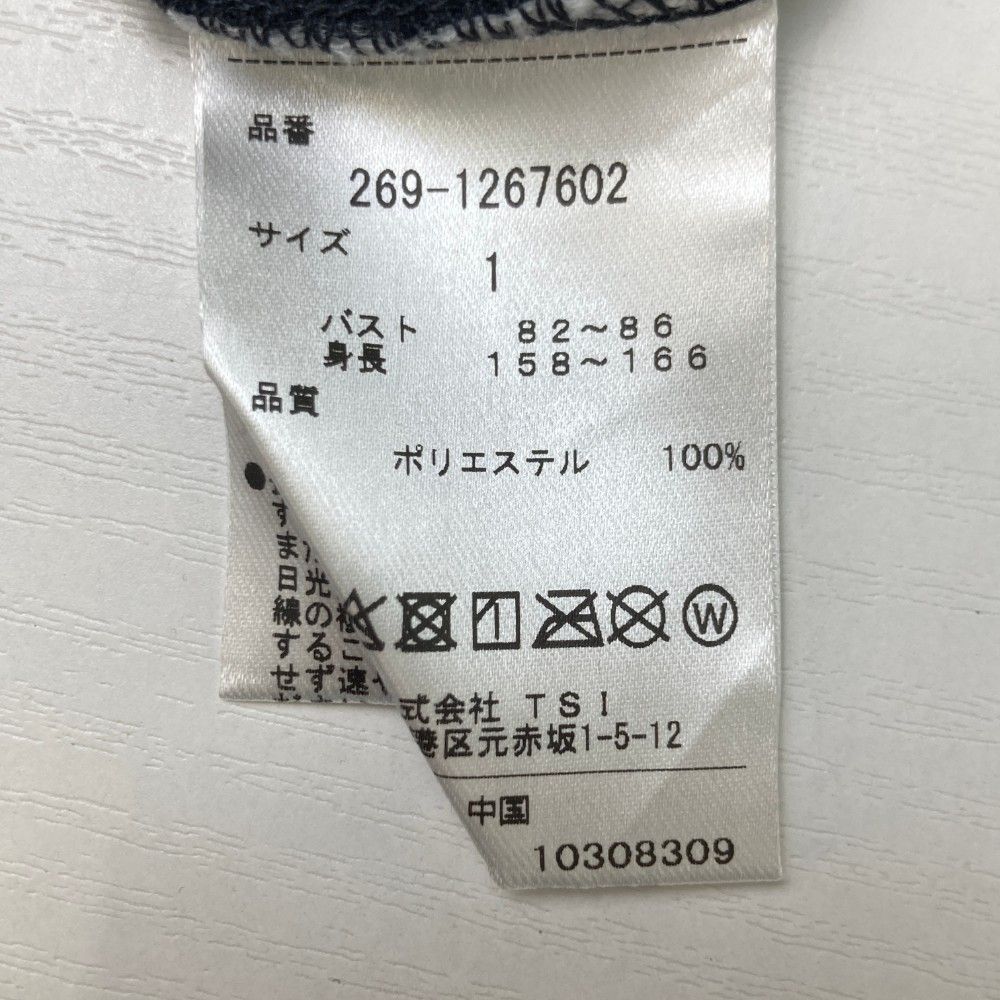 品番
269-1267602
サイズ
1
バスト 82～86
身長 158～166
品質
ポリエステル 100%
W
式会社 TSI
港区元赤坂1-5-12
中国
10308309